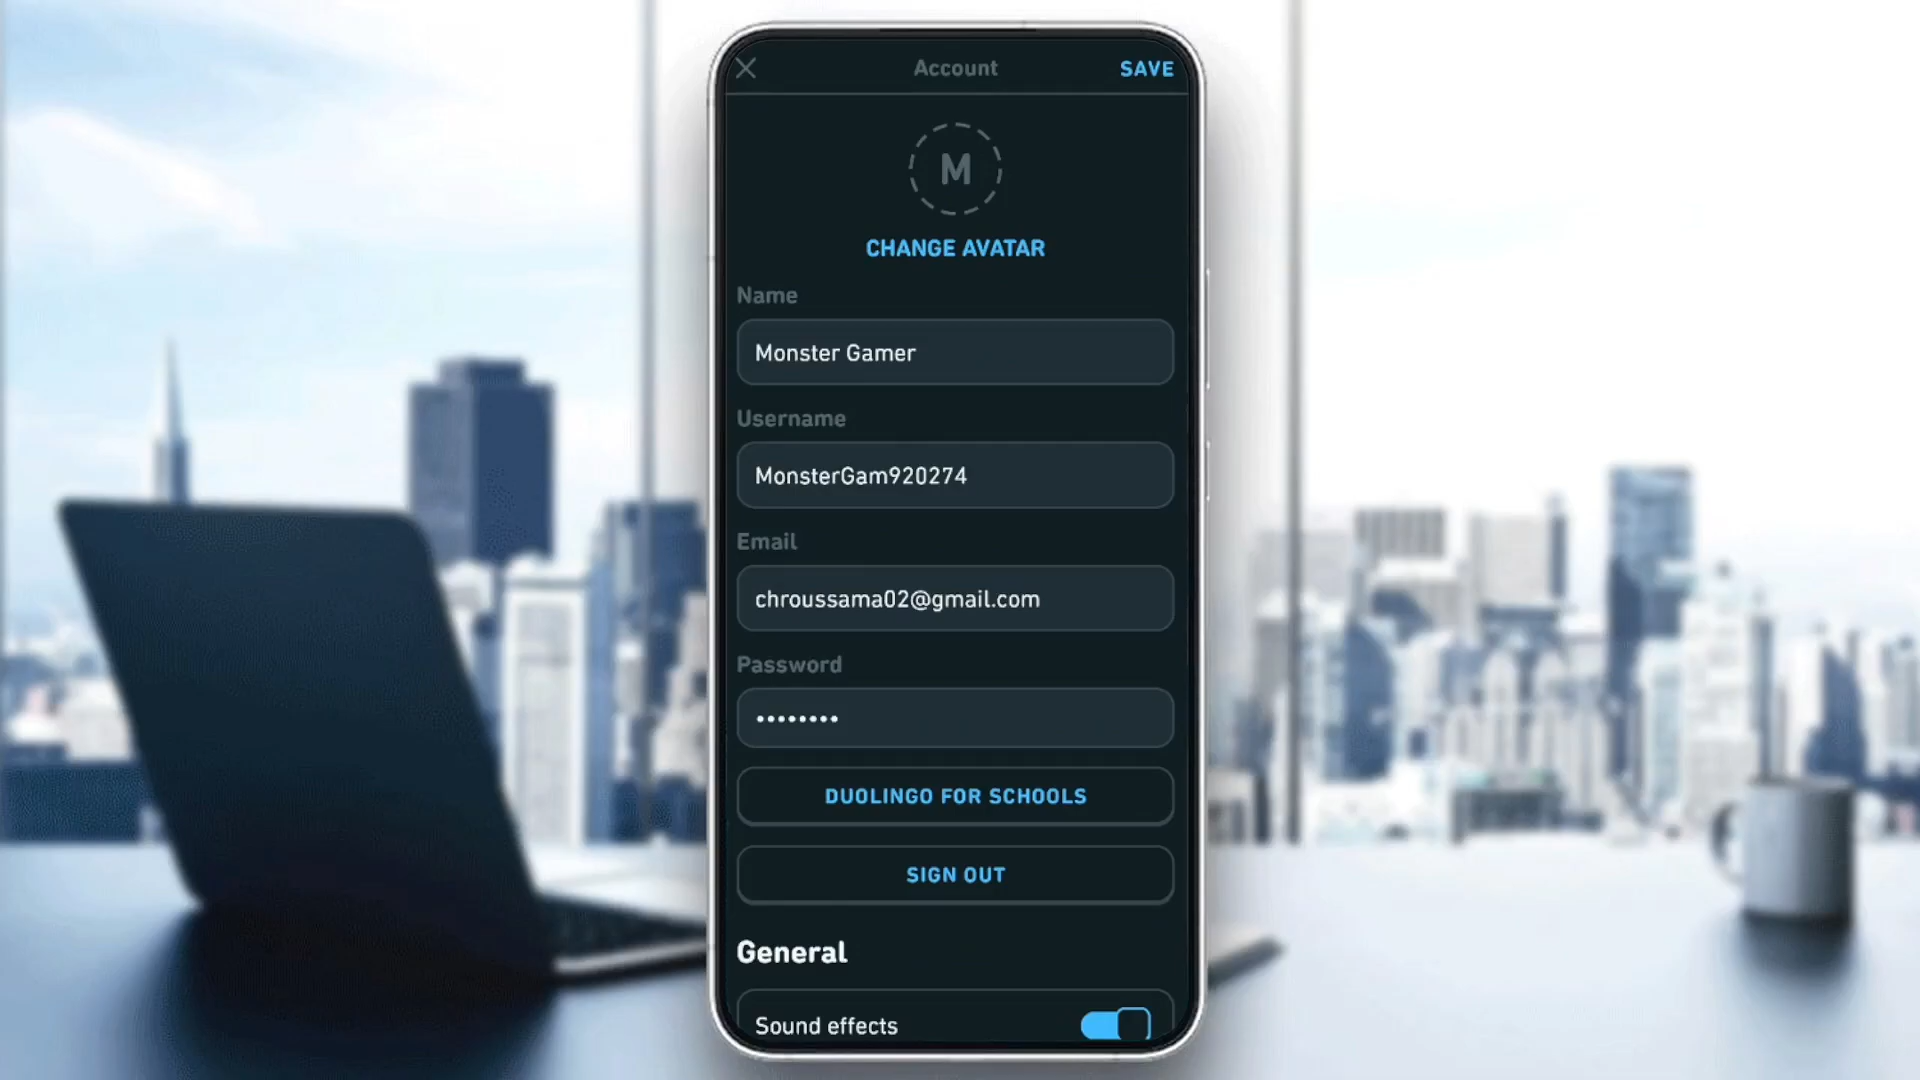 Account
SAVE
M
CHANGE AVATAR
Name
Monster Gamer
Username
MonsterGam920274
Email
chroussama02@gmail.com
Password
••••••••
DUOLINGO FOR SCHOOLS
SIGN OUT
General
Sound effects